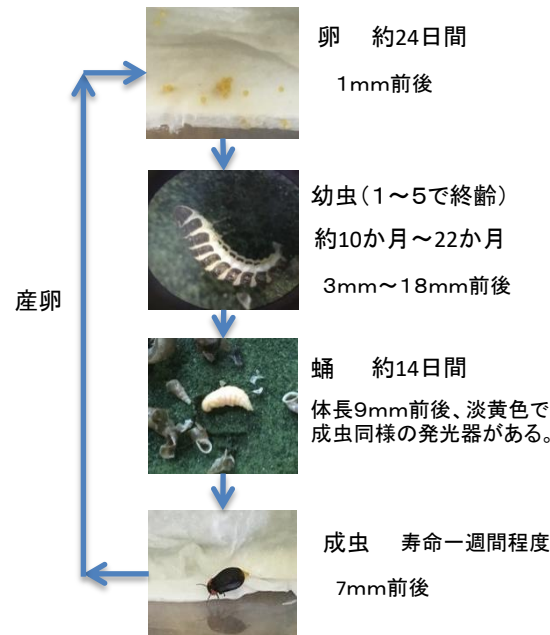 卵　約24日間
1mm前後
幼虫(1～5で終齢)
約10か月～22か月
3mm～18mm前後
産卵
蛹　約14日間
体長9mm前後、淡黄色で
成虫同様の発光器がある。
成虫　寿命一週間程度
7mm前後